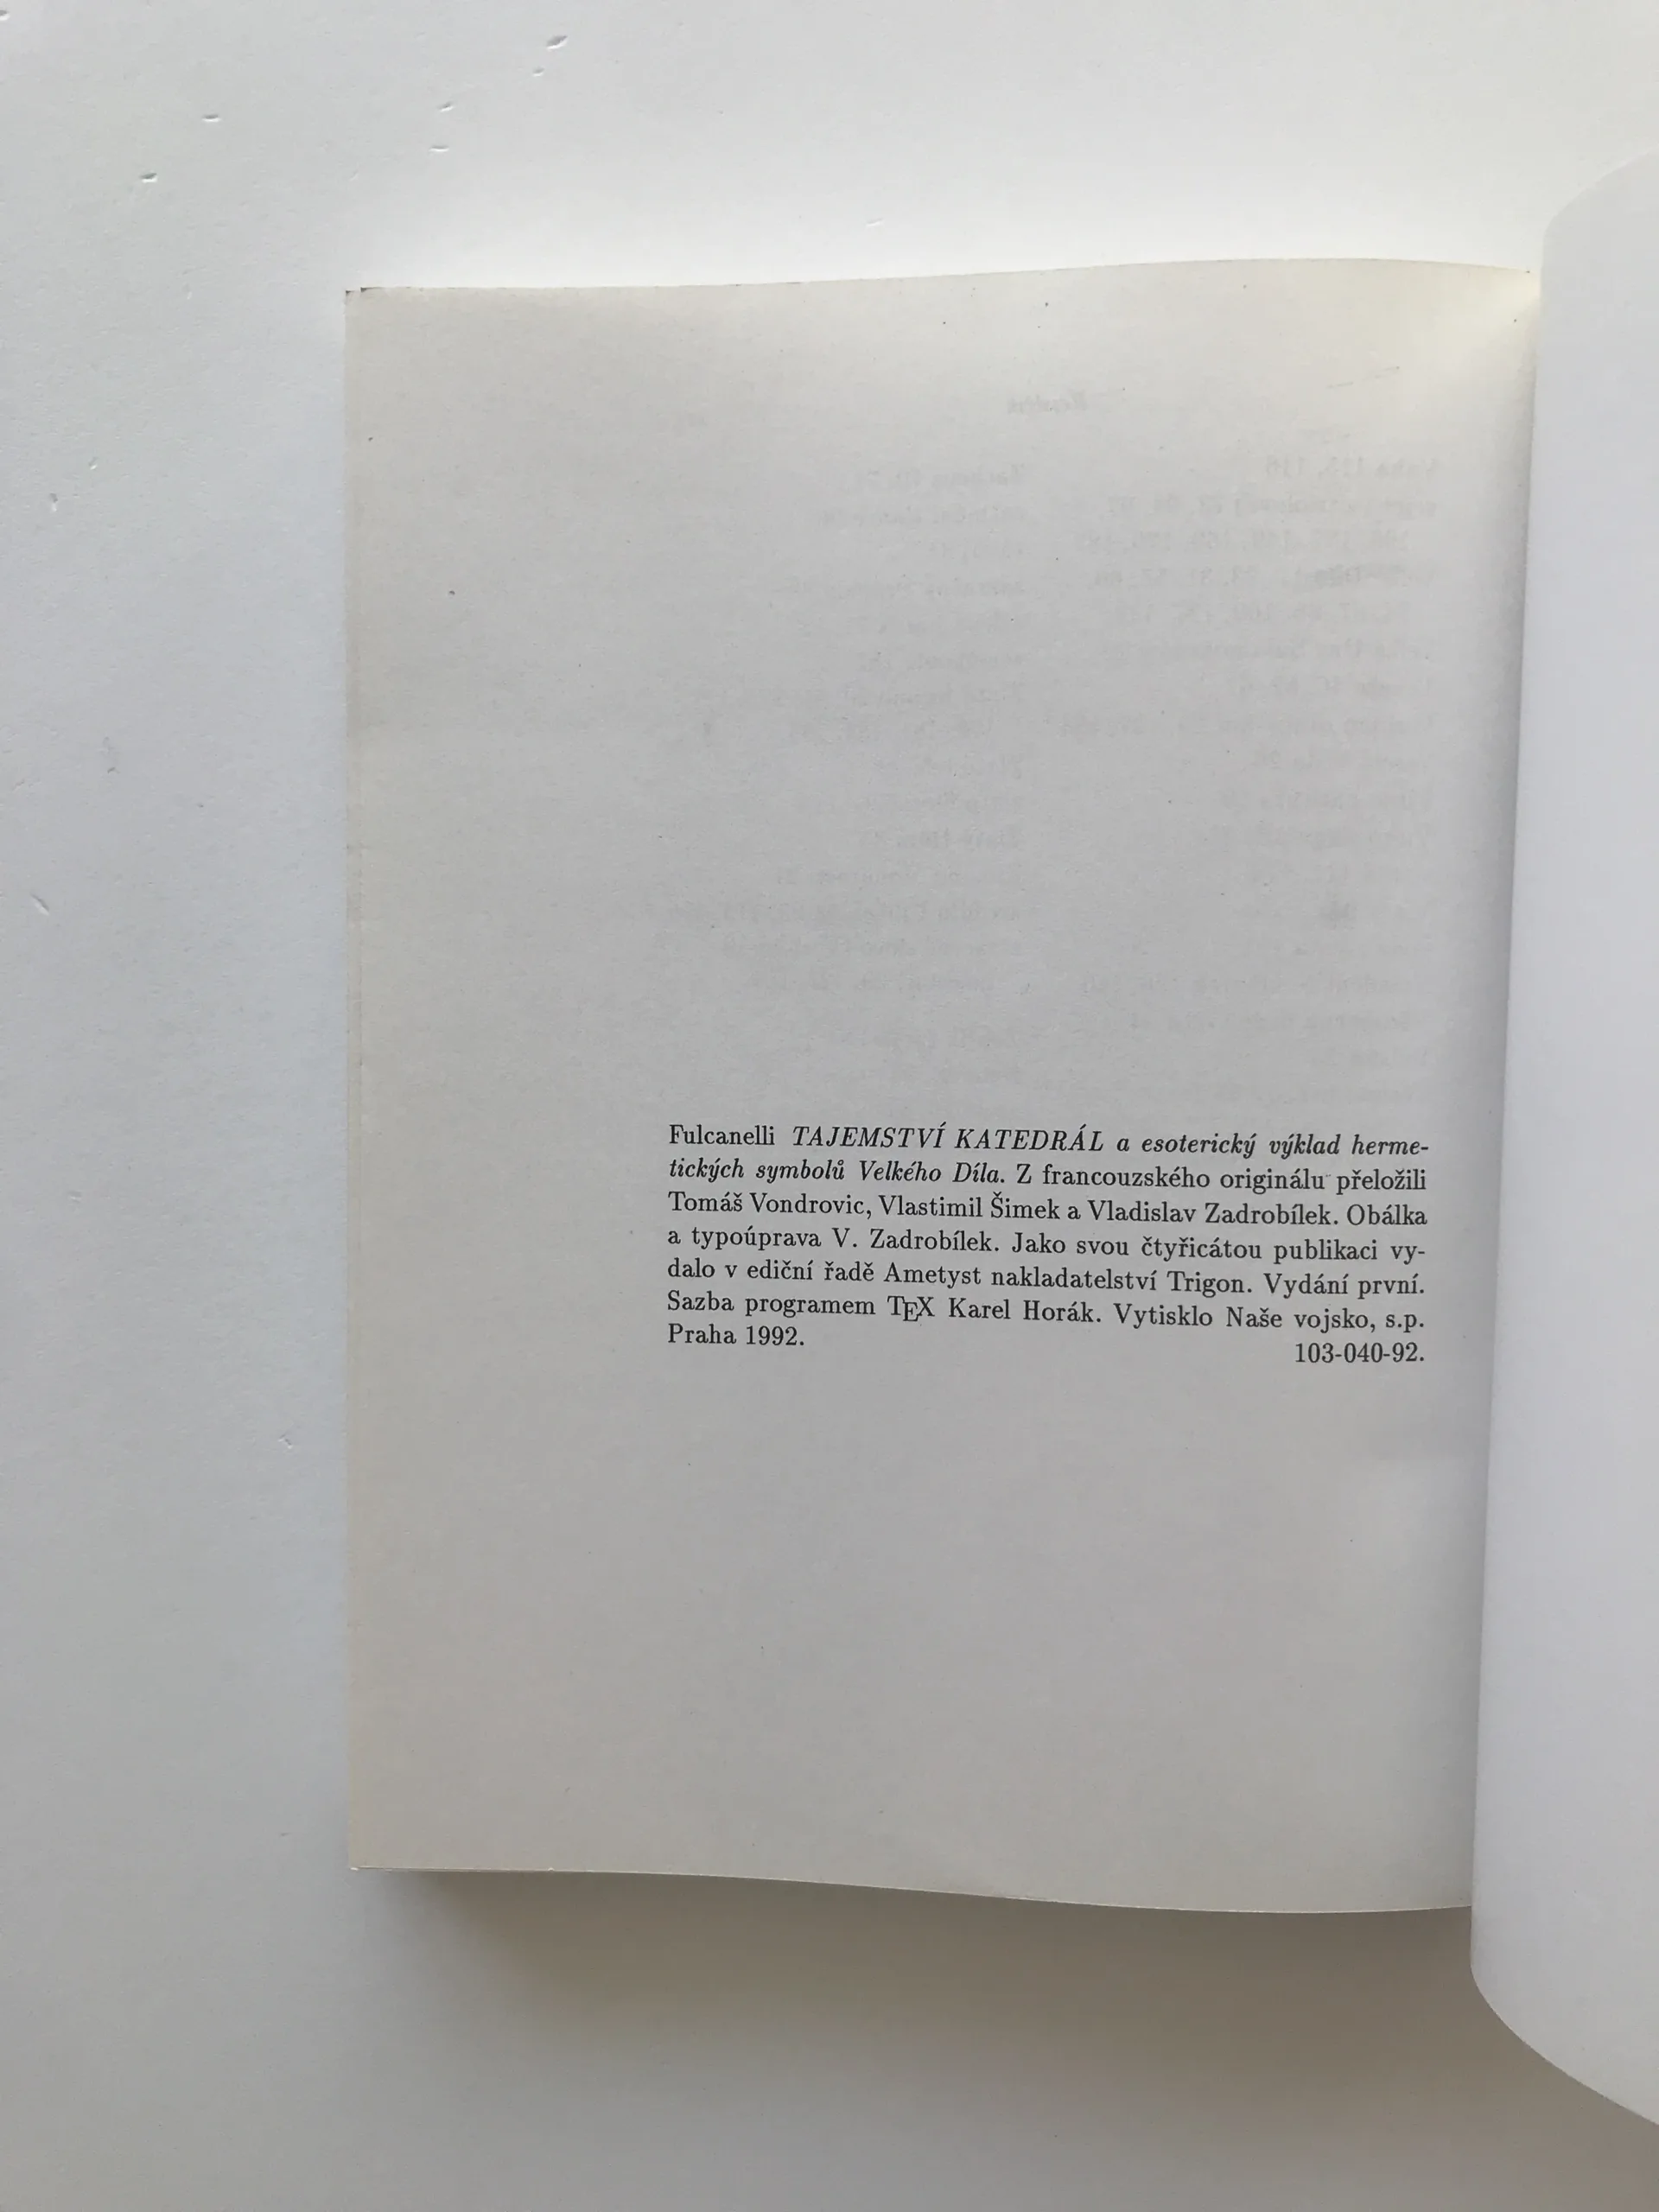 Fulcanelli TAJEMSTVÍ KATEDRÁL a esoterický výklad herme-
tických symbolů Velkého Díla. Z francouzského originálu přeložili
Tomáš Vondrovic, Vlastimil Šimek a Vladislav Zadrobílek. Obálka
a typoúprava V. Zadrobílek. Jako svou čtyřicátou publikaci vy-
dalo v ediční řadě Ametyst nakladatelství Trigon. Vydání první.
Sazba programem TEX Karel Horák. Vytisklo Naše vojsko, s.p.
Praha 1992. 103-040-92.